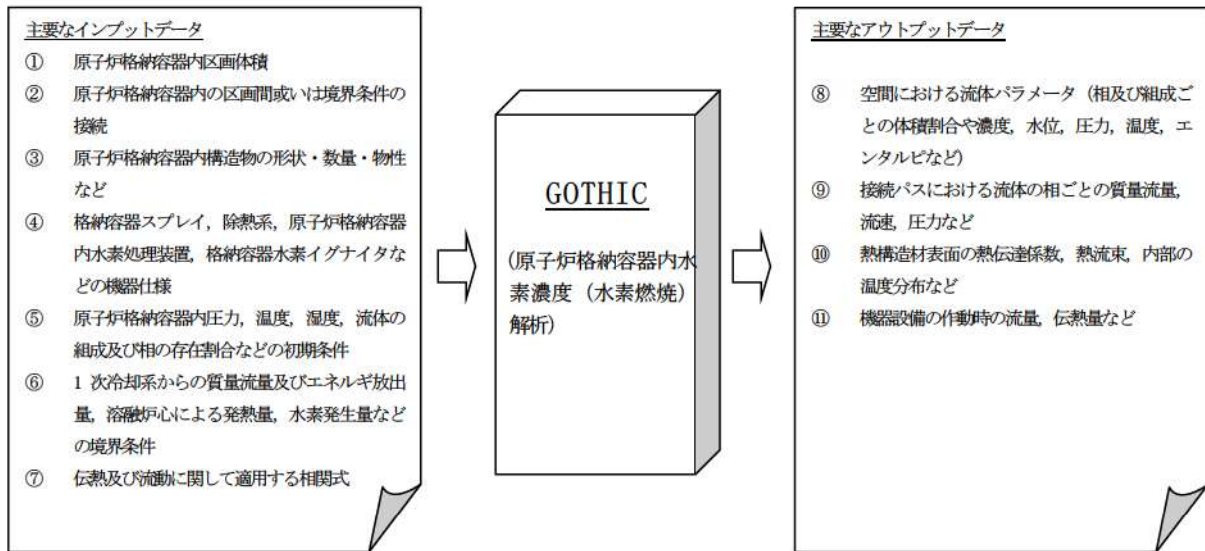 主要なインプットデータ
① 原子炉格納容器内区画体積
② 原子炉格納容器内の区画間或いは境界条件の
接続
③ 原子炉格納容器内構造物の形状・数量・物性
など
④ 格納容器スプレイ，除熱系，原子炉格納容器
内水素処理装置，格納容器水素イグナイタな
どの機器仕様
⑤ 原子炉格納容器内圧力，温度，湿度，流体の
組成及び相の存在割合などの初期条件
⑥ 1 次冷却系からの質量流量及びエネルギ放出
量，溶融炉心による発熱量，水素発生量など
の境界条件
⑦ 伝熱及び流動に関して適用する相関式
GOTHIC
(原子炉格納容器内水
素濃度（水素燃焼）
解析)
主要なアウトプットデータ
⑧ 空間における流体パラメータ（相及び組成ご
との体積割合や濃度，水位，圧力，温度，エ
ンタルピなど）
⑨ 接続パスにおける流体の相ごとの質量流量，
流速，圧力など
⑩ 熱構造材表面の熱伝達係数，熱流束，内部の
温度分布など
⑪ 機器設備の作動時の流量，伝熱量など